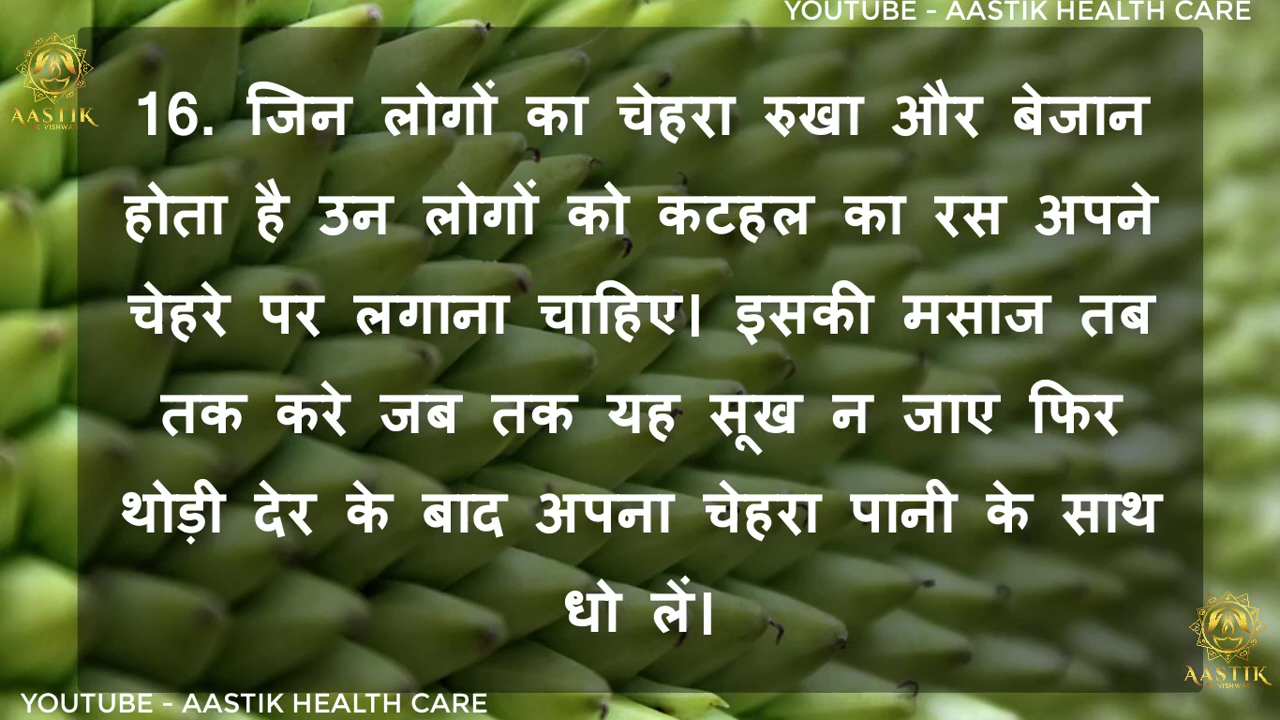 YOUTUBE - AASTIK HEALTH CARE
AASTIK
16. जिन लोगों का चेहरा रुखा और बेजान
होता है उन लोगों को कटहल का रस अपने
चेहरे पर लगाना चाहिए। इसकी मसाज तब
तक करे जब तक यह सूख न जाए फिर
थोड़ी देर के बाद अपना चेहरा पानी के साथ
धो लें।
AASTIK
YOUTUBE - AASTIK HEALTH CARE